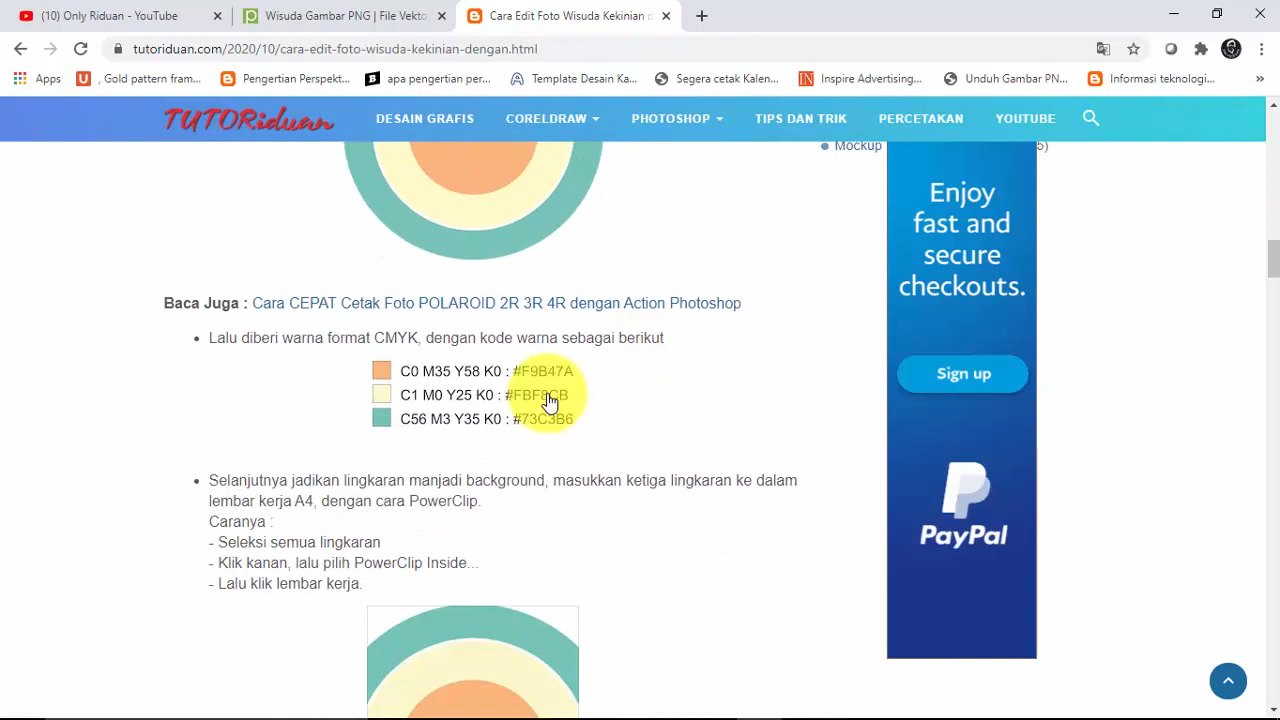 (10) Only Riduan - YouTube
Wisuda Gambar PNG | File Vekto
Cara Edit Foto Wisuda Kekinian d
tutoriduan.com/2020/10/cara-edit-foto-wisuda-kekinian-dengan.html
Apps
, Gold pattern fram...
Pengertian Perspekt...
apa pengertian per...
Template Desain Ka...
Segera cetak Kalen...
Inspire Advertising...
Unduh Gambar PN...
Informasi teknologi...
TUTORiduan
DESAIN GRAFIS
CORELDRAW
PHOTOSHOP
TIPS DAN TRIK
PERCETAKAN
YOUTUBE
Mockup 5)
Baca Juga : Cara CEPAT Cetak Foto POLAROID 2R 3R 4R dengan Action Photoshop
• Lalu diberi warna format CMYK, dengan kode warna sebagai berikut
C0 M35 Y58 K0 : #F9B47A
C1 M0 Y25 K0 : #FBF8CB
C56 M3 Y35 K0 : #73C3B6
• Selanjutnya jadikan lingkaran manjadi background, masukkan ketiga lingkaran ke dalam
lembar kerja A4, dengan cara PowerClip.
Caranya :
- Seleksi semua lingkaran
- Klik kanan, lalu pilih PowerClip Inside...
- Lalu klik lembar kerja.
Enjoy
fast and
secure
checkouts.
Sign up
PayPal